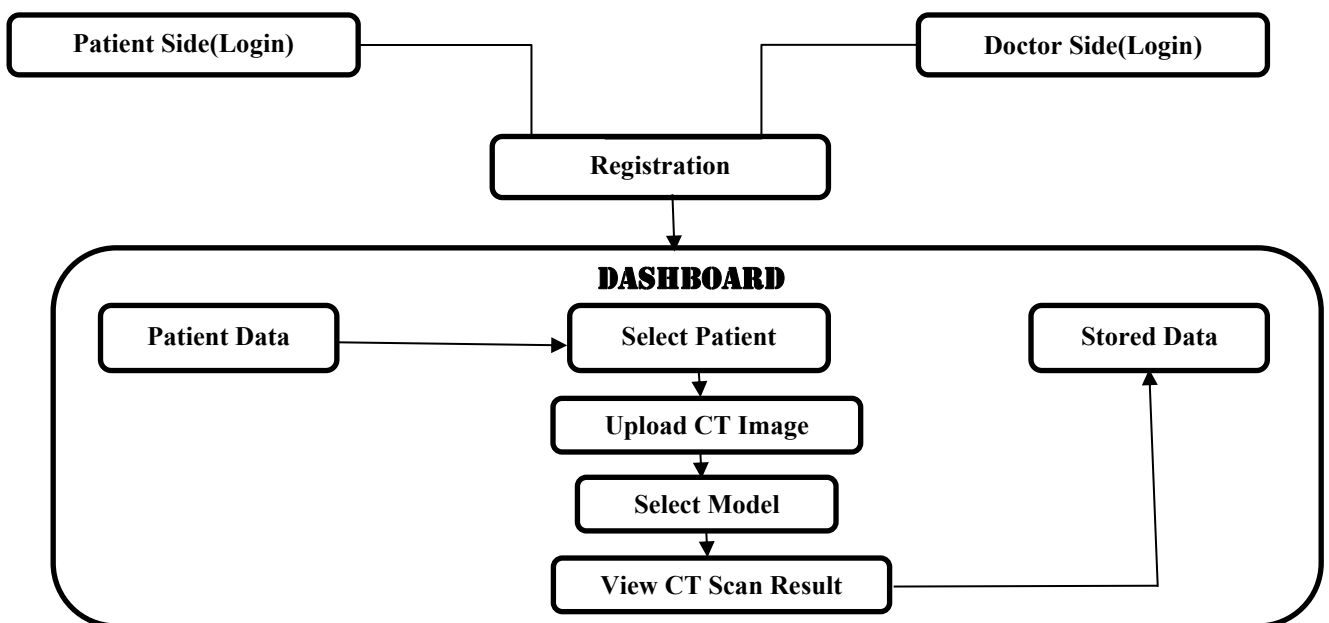 Patient Side(Login)
Doctor Side(Login)
Registration
DASHBOARD
Patient Data
Select Patient
Stored Data
Upload CT Image
Select Model
View CT Scan Result